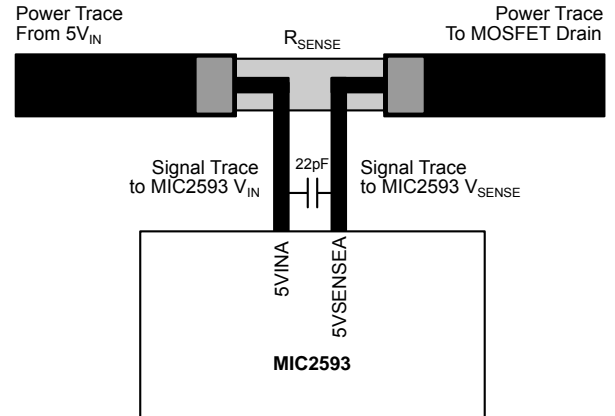 Power Trace
From 5VIN
RSENSE
Power Trace
To MOSFET Drain
Signal Trace
to MIC2593 VIN
22pF
Signal Trace
to MIC2593 VSENSE
5VINA
5VSENSEA
MIC2593